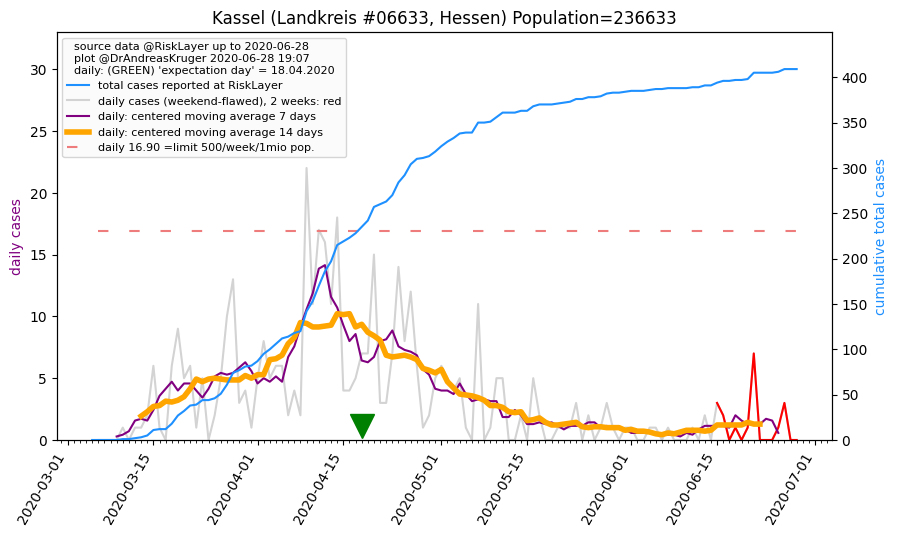 Kassel (Landkreis #06633, Hessen) Population=236633
source data @RiskLayer up to 2020-06-28
plot @DrAndreasKruger 2020-06-28 19:07
daily: (GREEN) 'expectation day' = 18.04.2020
total cases reported at RiskLayer
daily cases (weekend-flawed), 2 weeks: red
daily: centered moving average 7 days
daily: centered moving average 14 days
daily 16.90 =limit 500/week/1mio pop.
daily cases
30
25
20
15
10
5
0
400
350
300
250
200
150
100
50
0
cumulative total cases
2020-03-01
2020-03-15
2020-04-01
2020-04-15
2020-05-01
2020-05-15
2020-06-01
2020-06-15
2020-07-01